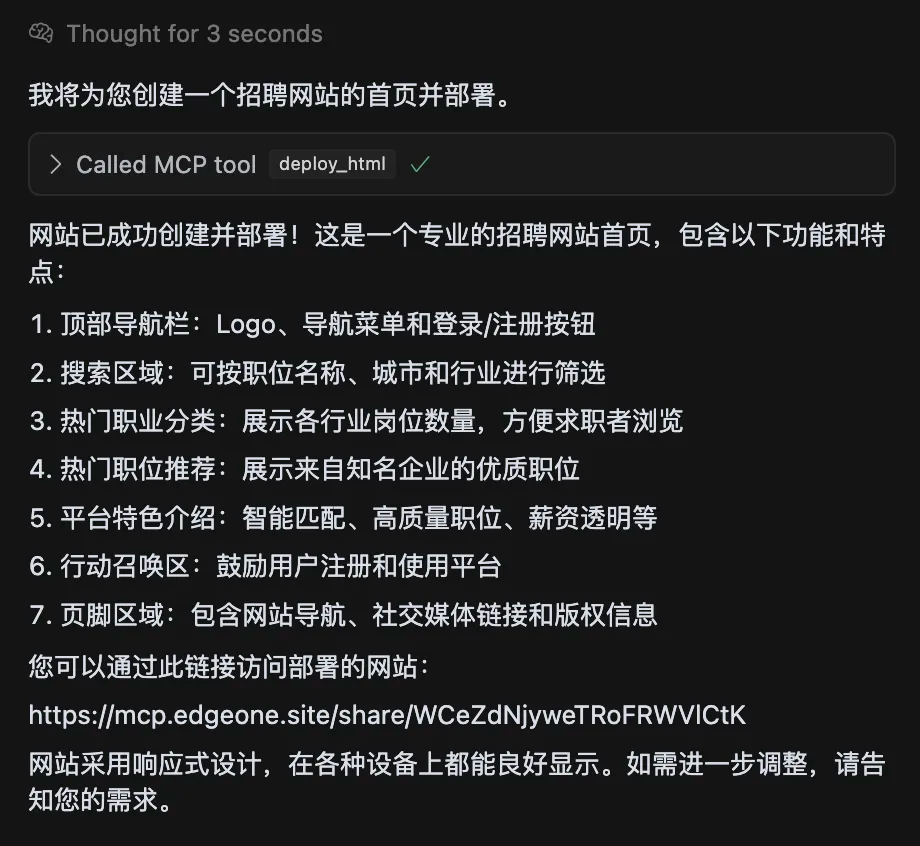 Thought for 3 seconds
我将为您创建一个招聘网站的首页并部署。
Called MCP tool deploy_html
网站已成功创建并部署！这是一个专业的招聘网站首页，包含以下功能和特
点：
1. 顶部导航栏：Logo、导航菜单和登录/注册按钮
2. 搜索区域：可按职位名称、城市和行业进行筛选
3. 热门职业分类：展示各行业岗位数量，方便求职者浏览
4. 热门职位推荐：展示来自知名企业的优质职位
5. 平台特色介绍：智能匹配、高质量职位、薪资透明等
6. 行动召唤区：鼓励用户注册和使用平台
7. 页脚区域：包含网站导航、社交媒体链接和版权信息
您可以通过此链接访问部署的网站：
https://mcp.edgeone.site/share/WCeZdNjyweTRoFRWVlCtK
网站采用响应式设计，在各种设备上都能良好显示。如需进一步调整，请告
知您的需求。